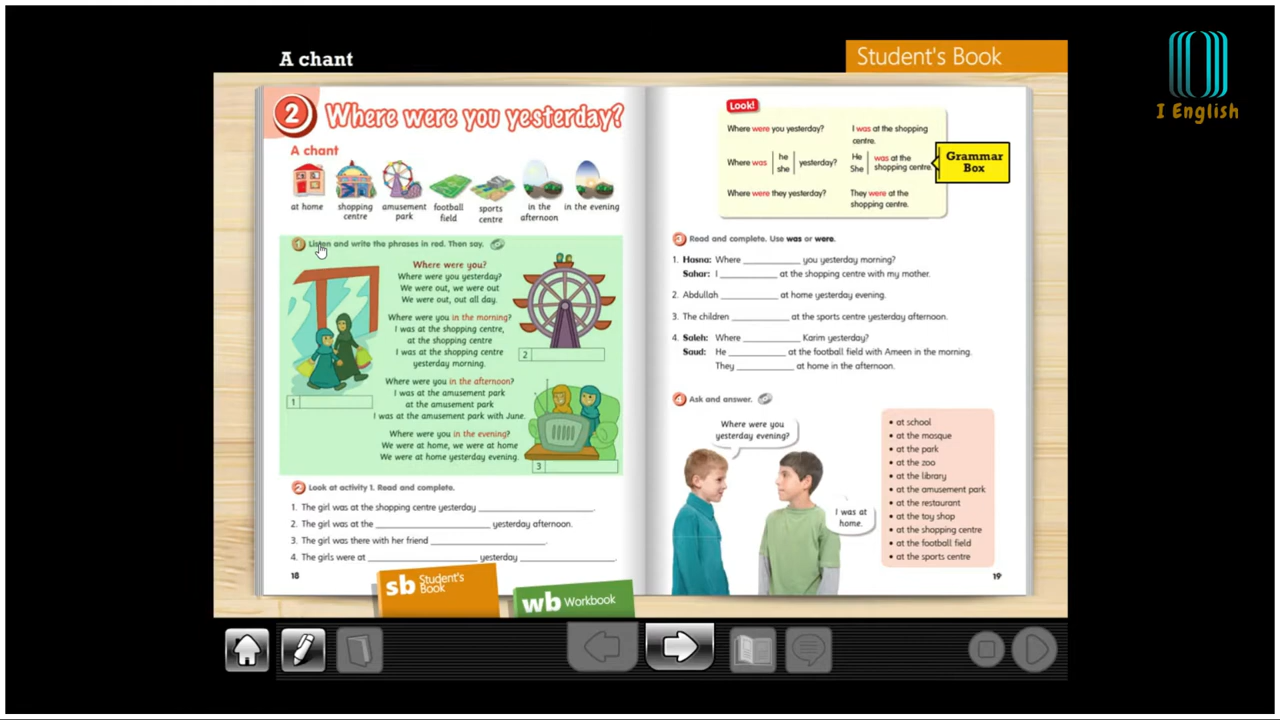 A chant
Student's Book
I English
2 Where were you yesterday?
A chant
at home
shopping
centre
amusement
park
football
field
sports
centre
in the
afternoon
in the evening
1 Listen and write the phrases in red. Then say.
Where were you?
Where were you yesterday?
We were out, we were out
We were out, out all day.
Where were you in the morning?
I was at the shopping centre,
at the shopping centre
I was at the shopping centre
yesterday morning.
Where were you in the afternoon?
I was at the amusement park
at the amusement park
I was at the amusement park with June.
Where were you in the evening?
We were at home, we were at home
We were at home yesterday evening.
1
2
3
2 Look at activity 1. Read and complete.
1. The girl was at the shopping centre yesterday ____________.
2. The girl was at the ____________ yesterday afternoon.
3. The girl was there with her friend ____________.
4. The girls were at ____________ yesterday ____________.
18
sb Student's
Book
wb Workbook
Look!
Where were you yesterday?
I was at the shopping
centre.
Where was he she yesterday?
He She was at the
shopping centre.
Where were they yesterday?
They were at the
shopping centre.
Grammar
Box
3 Read and complete. Use was or were.
1. Hasna: Where ____________ you yesterday morning?
Sahar: I ____________ at the shopping centre with my mother.
2. Abdullah ____________ at home yesterday evening.
3. The children ____________ at the sports centre yesterday afternoon.
4. Saleh: Where ____________ Karim yesterday?
Saud: He ____________ at the football field with Ameen in the morning.
They ____________ at home in the afternoon.
4 Ask and answer.
Where were you
yesterday evening?
I was at
home.
• at school
• at the mosque
• at the park
• at the zoo
• at the library
• at the amusement park
• at the restaurant
• at the toy shop
• at the shopping centre
• at the football field
• at the sports centre
19